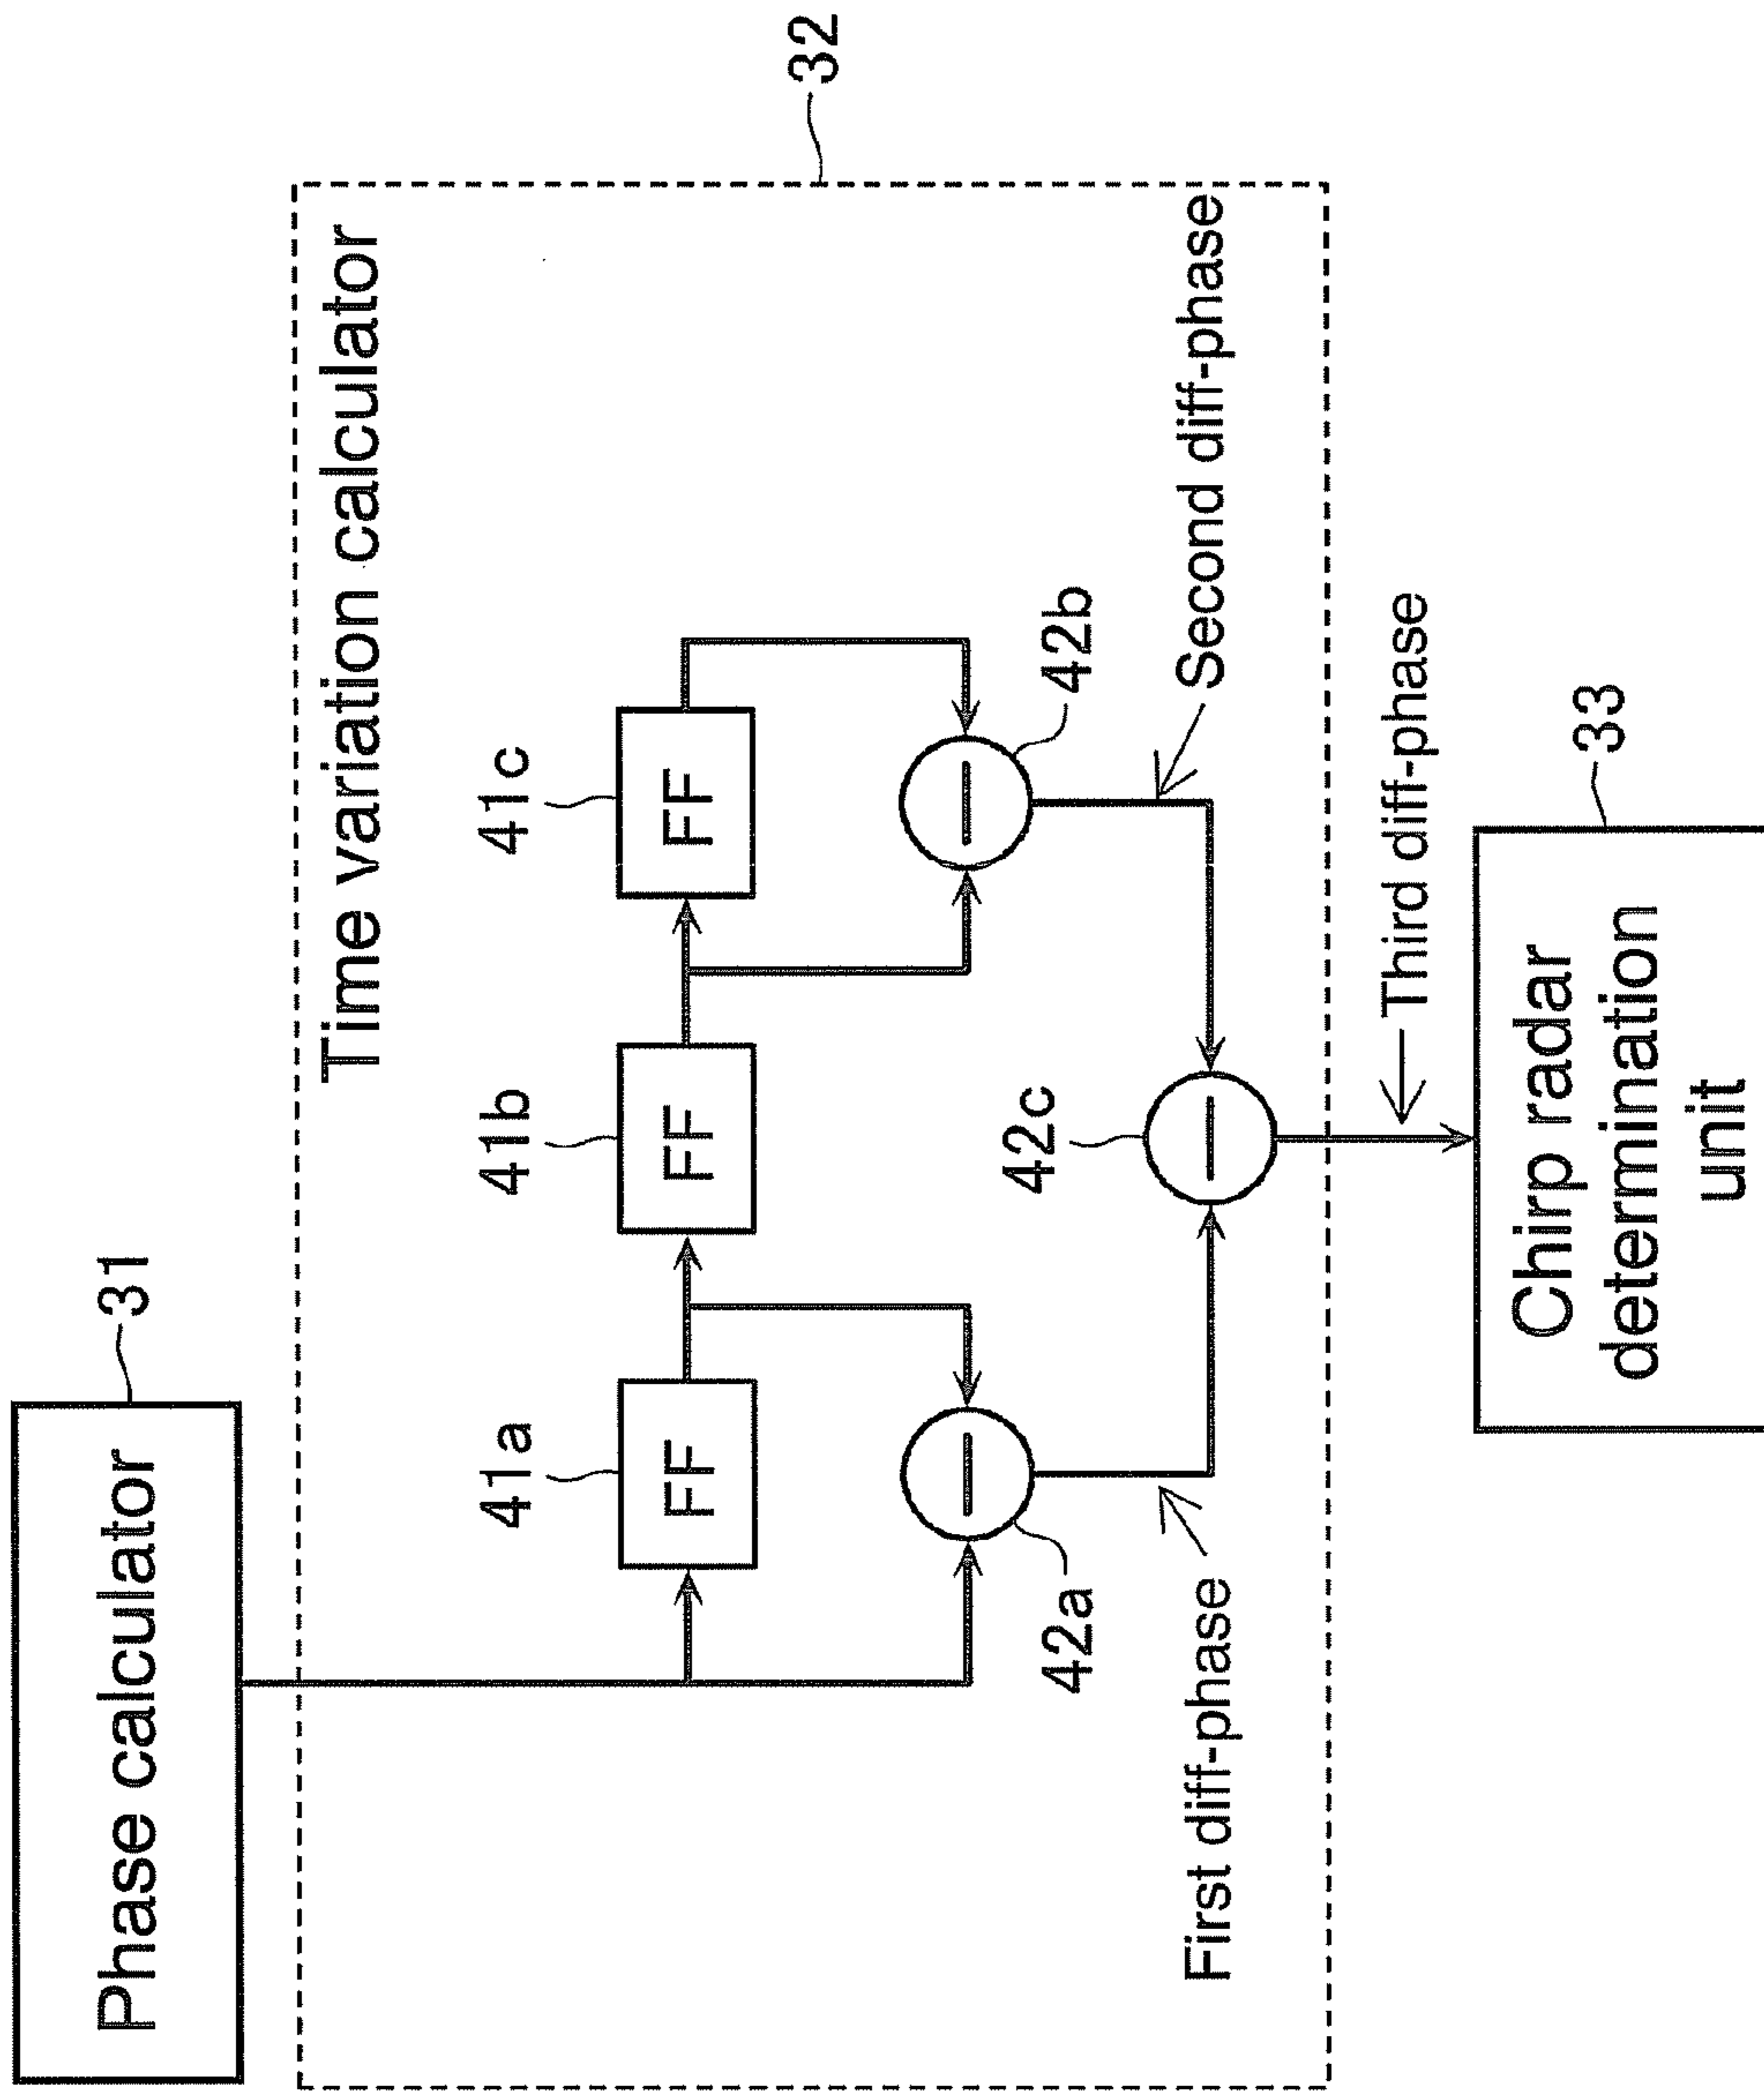 Phase calculator
31
Time variation calculator
32
41a
FF
41b
FF
41c
FF
42a
42b
42c
First diff-phase
Second diff-phase
Third diff-phase
Chirp radar
determination
unit
33